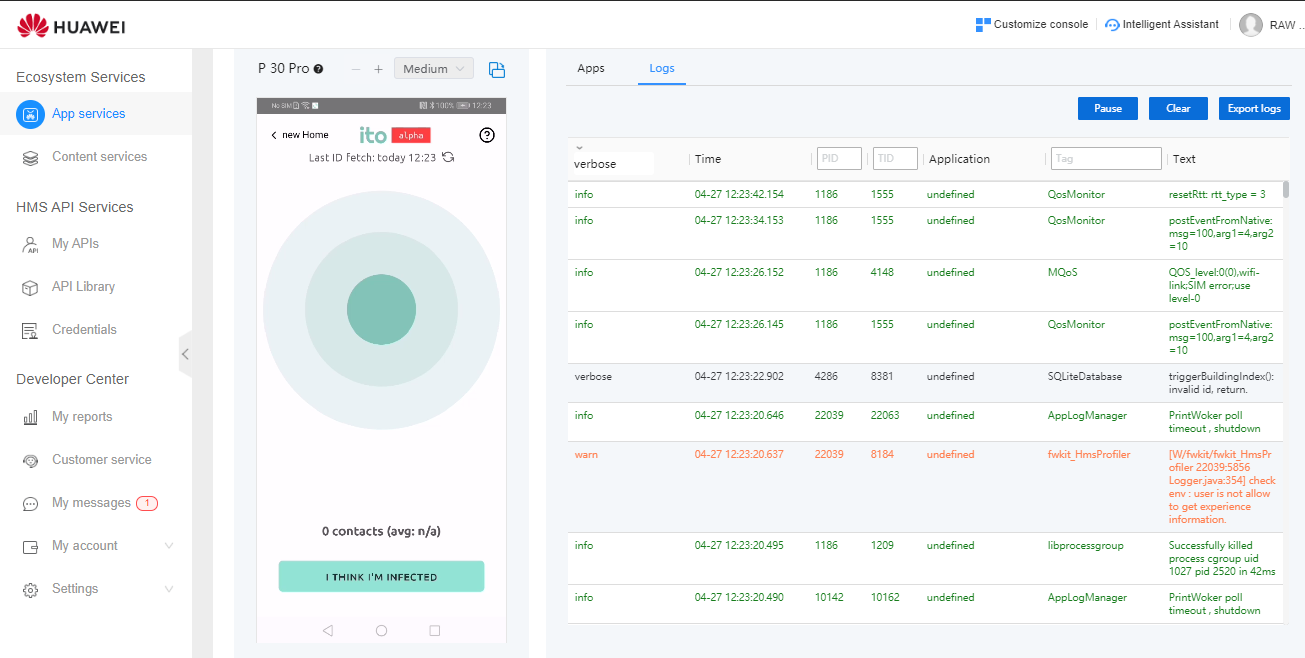 HUAWEI
Customize console
Intelligent Assistant
RAW ...
Ecosystem Services
App services
Content services
HMS API Services
My APIs
API Library
Credentials
Developer Center
My reports
Customer service
My messages 1
My account
Settings
P 30 Pro
Medium
No SIM 100% 12:23
new Home
ito alpha
Last ID fetch: today 12:23
0 contacts (avg: n/a)
I THINK I'M INFECTED
Apps Logs
Pause Clear Export logs
verbose Time PID TID Application Tag Text
info 04-27 12:23:42.154 1186 1555 undefined QosMonitor resetRtt: rtt_type = 3
info 04-27 12:23:34.153 1186 1555 undefined QosMonitor postEventFromNative:
msg=100,arg1=4,arg2
=10
info 04-27 12:23:26.152 1186 4148 undefined MQoS QOS_level:0(0),wifi-
link;SIM error;use
level-0
info 04-27 12:23:26.145 1186 1555 undefined QosMonitor postEventFromNative:
msg=100,arg1=4,arg2
=10
verbose 04-27 12:23:22.902 4286 8381 undefined SQLiteDatabase triggerBuildingIndex():
invalid id, return.
info 04-27 12:23:20.646 22039 22063 undefined AppLogManager PrintWoker poll
timeout , shutdown
warn 04-27 12:23:20.637 22039 8184 undefined fwkit_HmsProfiler [W/fwkit/fwkit_HmsPr
ofiler 22039:5856
Logger.java:354] check
env : user is not allow
to get experience
information.
info 04-27 12:23:20.495 1186 1209 undefined libprocessgroup Successfully killed
process cgroup uid
1027 pid 2520 in 42ms
info 04-27 12:23:20.490 10142 10162 undefined AppLogManager PrintWoker poll
timeout , shutdown